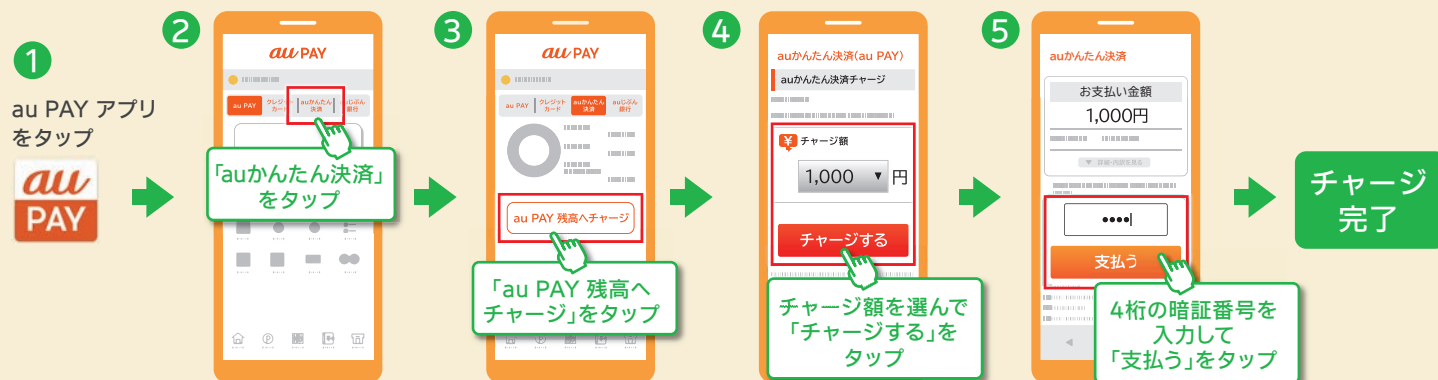 1
au PAY アプリ
をタップ
au
PAY
2
au PAY
au PAY
クレジット
カード
auかんたん
決済
auじぶん
銀行
「auかんたん決済」
をタップ
3
au PAY
au PAY
クレジット
カード
auかんたん
決済
auじぶん
銀行
au PAY 残高へチャージ
「au PAY 残高へ
チャージ」をタップ
4
auかんたん決済(au PAY)
auかんたん決済チャージ
¥ チャージ額
1,000 ▼ 円
チャージする
チャージ額を選んで
「チャージする」を
タップ
5
auかんたん決済
お支払い金額
1,000円
▼ 詳細・内訳を見る
••••
支払う
4桁の暗証番号を
入力して
「支払う」をタップ
チャージ
完了